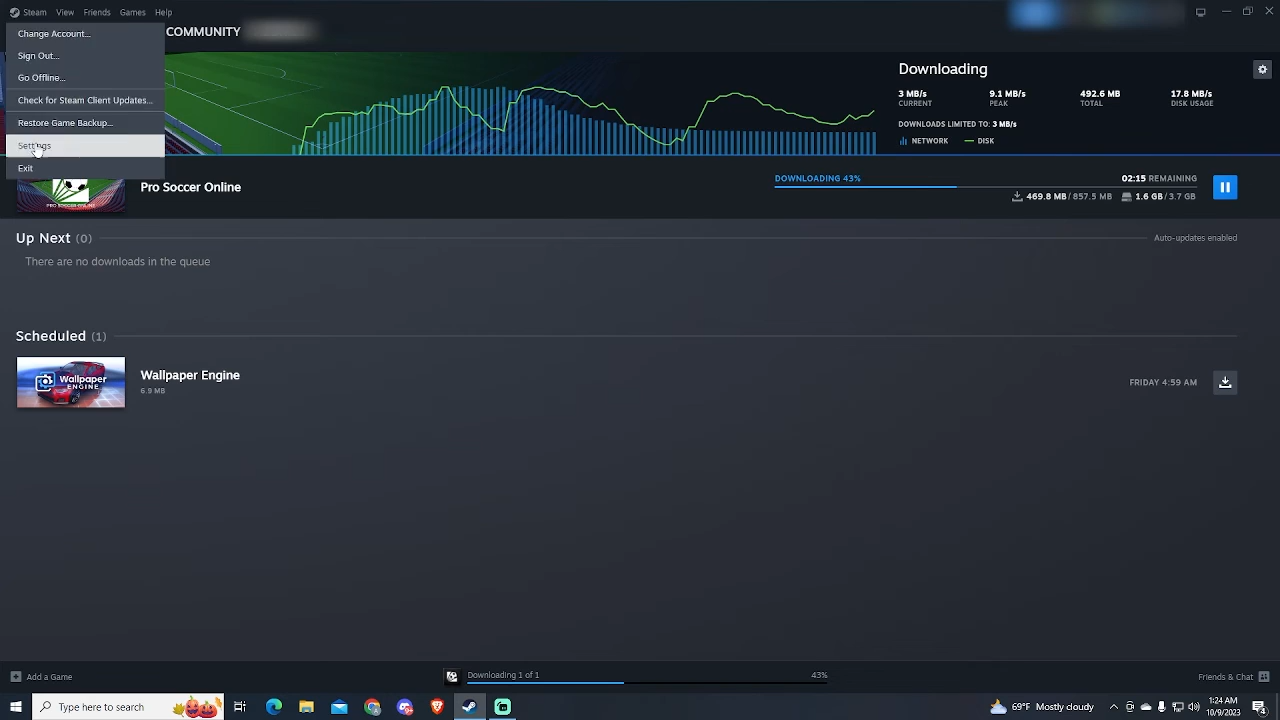 Steam View Friends Games Help
Change Account...
Sign Out...
Go Offline...
Check for Steam Client Updates...
Restore Game Backup...
Settings
Exit
COMMUNITY
Downloading
3 MB/s 9.1 MB/s 492.6 MB 17.8 MB/s
CURRENT PEAK TOTAL DISK USAGE
DOWNLOADS LIMITED TO: 3 MB/s
NETWORK DISK
PRO SOCCER ONLINE
Pro Soccer Online
DOWNLOADING 43% 02:15 REMAINING
469.8 MB / 857.5 MB 1.6 GB / 3.7 GB
Up Next (0) Auto-updates enabled
There are no downloads in the queue
Scheduled (1)
Wallpaper
ENGINE
Wallpaper Engine
6.9 MB
FRIDAY 4:59 AM
Add a Game
Downloading 1 of 1 43%
Friends & Chat
Type here to search
69°F Mostly cloudy
1:24 AM
10/9/2023